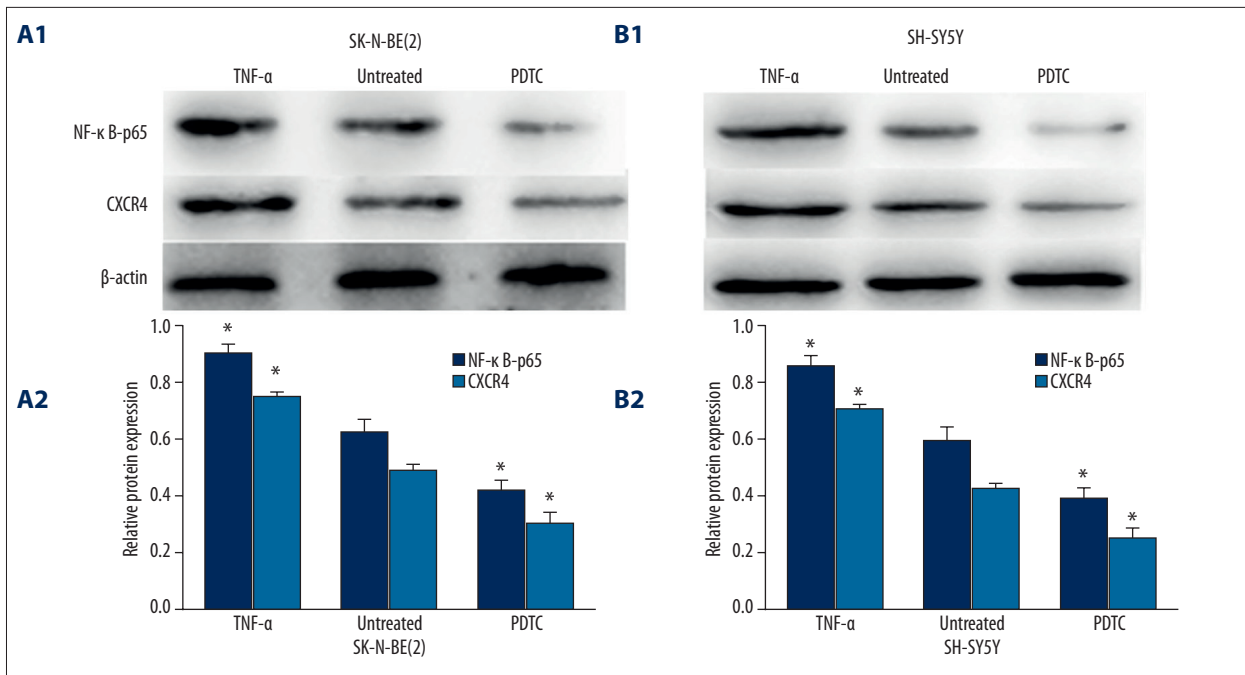 A1
SK-N-BE(2)
TNF-α Untreated PDTC
NF-κ B-p65
CXCR4
β-actin
B1
SH-SY5Y
TNF-α Untreated PDTC
A2
Relative protein expression
1.0
0.8
0.6
0.4
0.2
0.0
* * * *
NF-κ B-p65
CXCR4
TNF-α Untreated PDTC
SK-N-BE(2)
B2
Relative protein expression
1.0
0.8
0.6
0.4
0.2
0.0
* * * *
NF-κ B-p65
CXCR4
TNF-α Untreated PDTC
SH-SY5Y